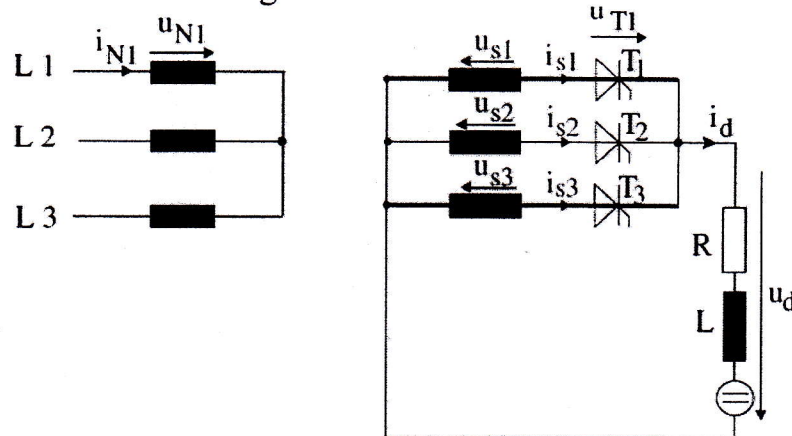 u_T1
i_N1 u_N1 u_s1 i_s1 T_1
L 1
u_s2 i_s2 T_2 i_d
L 2
u_s3 i_s3 T_3
L 3
R
L
u_d